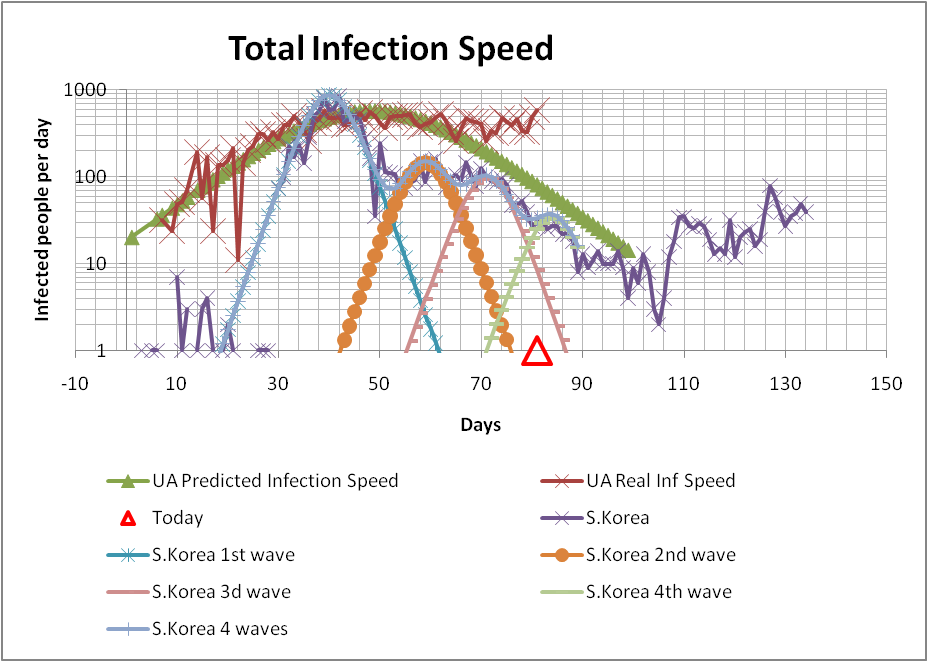 Total Infection Speed
Infected people per day
1000
100
10
1
-10 10 30 50 70 90 110 130 150
Days
UA Predicted Infection Speed UA Real Inf Speed
Today S.Korea
S.Korea 1st wave S.Korea 2nd wave
S.Korea 3d wave S.Korea 4th wave
S.Korea 4 waves